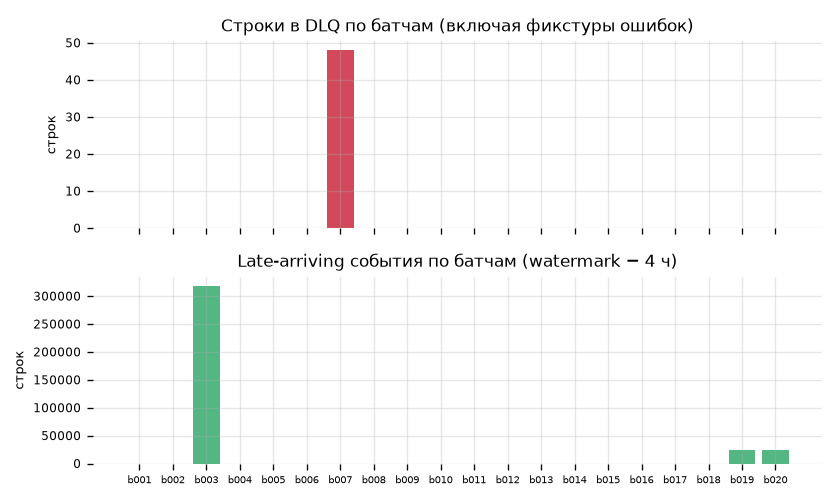 Строки в DLQ по батчам (включая фикстуры ошибок)
50
40
30
20
10
0
строк
Late-arriving события по батчам (watermark − 4 ч)
300000
250000
200000
150000
100000
50000
0
строк
b001 b002 b003 b004 b005 b006 b007 b008 b009 b010 b011 b012 b013 b014 b015 b016 b017 b018 b019 b020